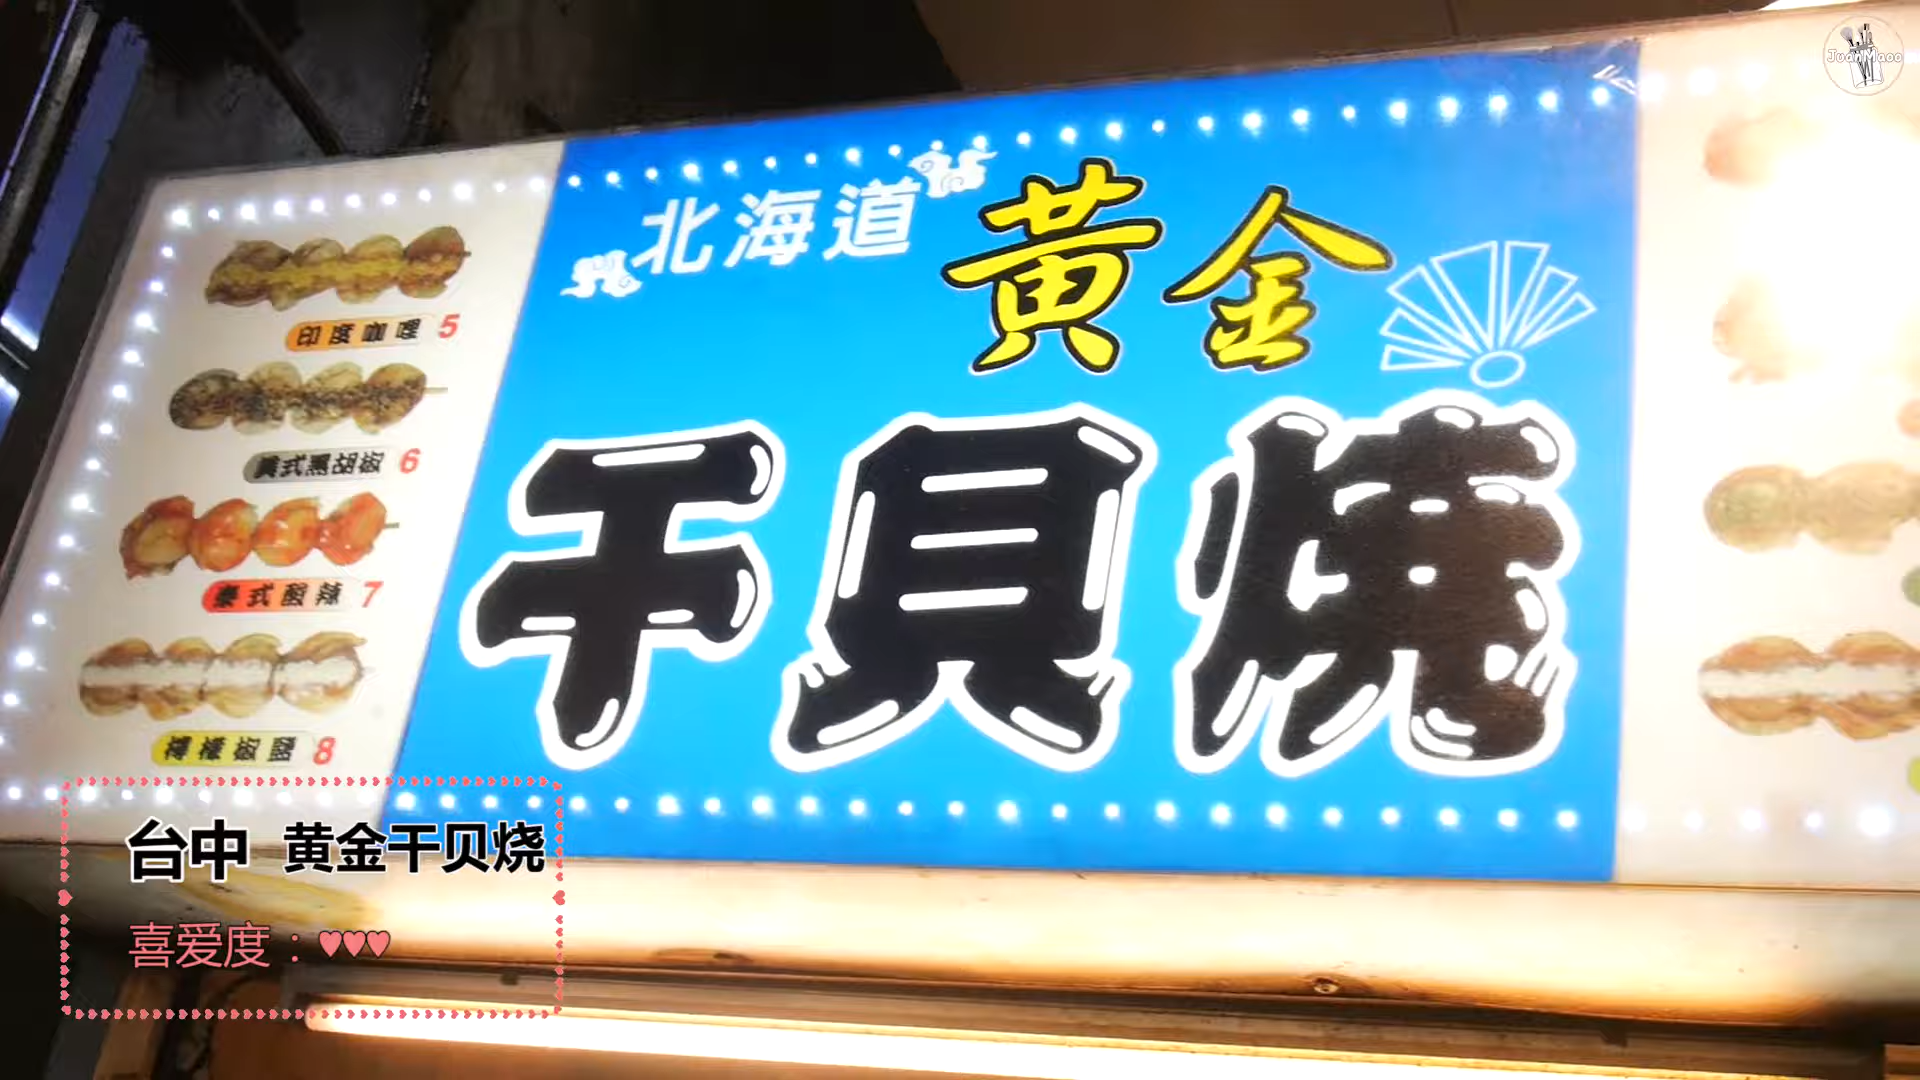 JuanMaoo
北海道
黃金
干貝燒
印度咖哩 5
美式黑胡椒 6
泰式酸辣 7
檸檬椒鹽 8
台中 黄金干贝烧
喜爱度：♥♥♥